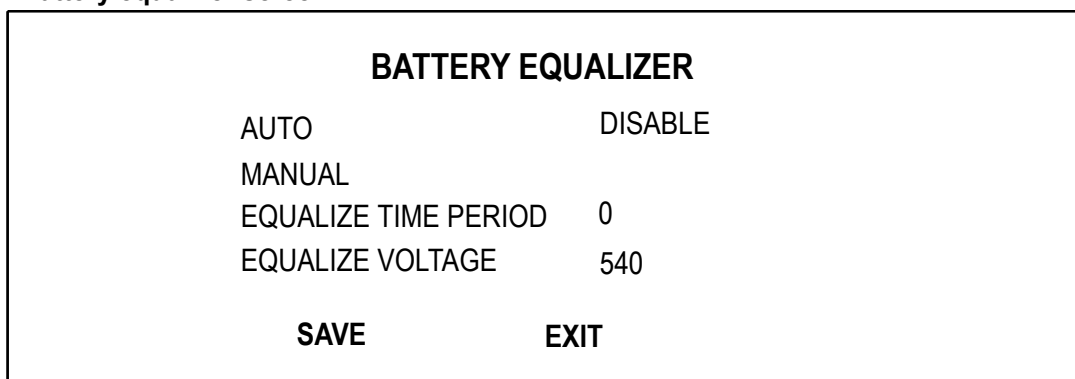 BATTERY EQUALIZER
AUTO DISABLE
MANUAL
EQUALIZE TIME PERIOD 0
EQUALIZE VOLTAGE 540
SAVE EXIT